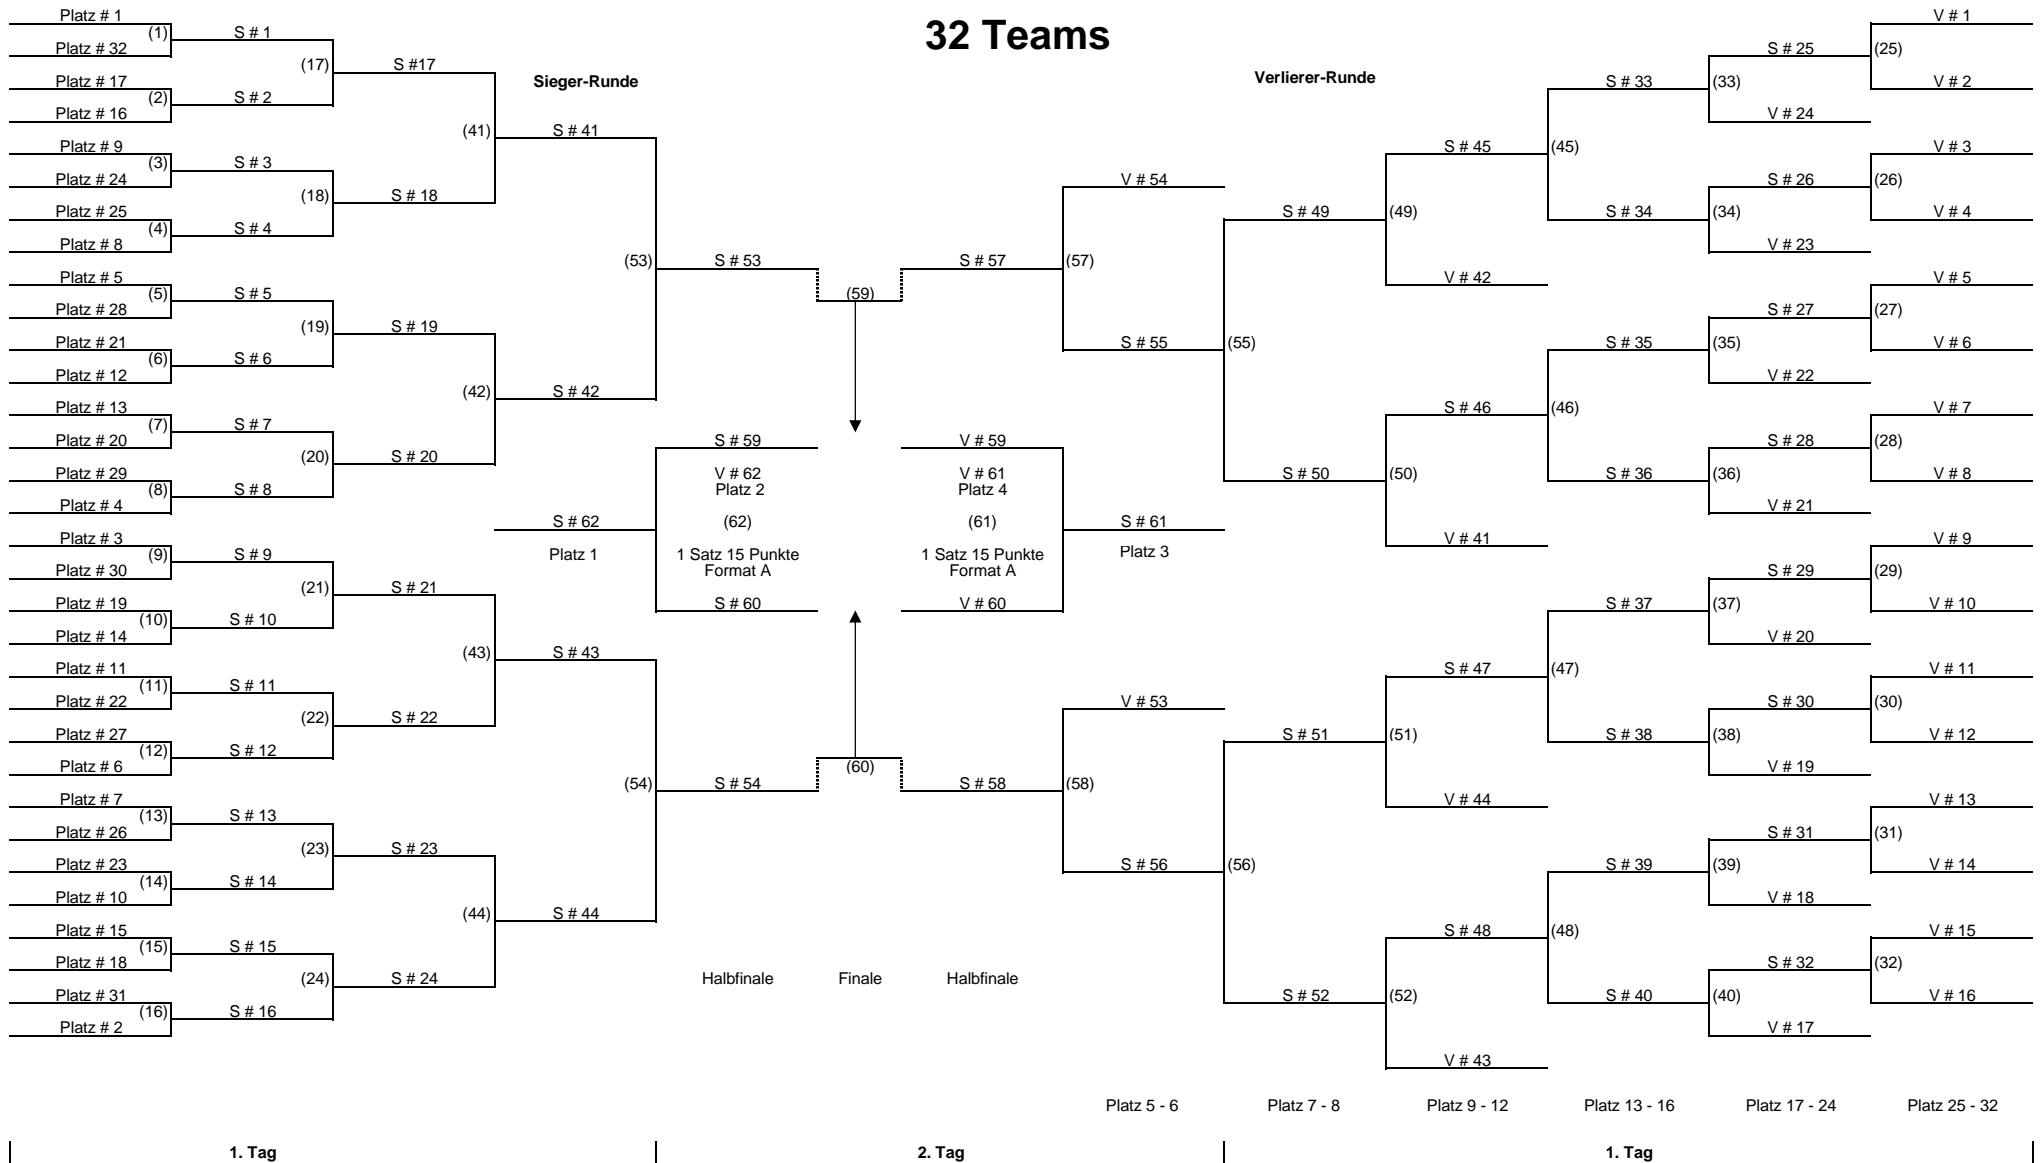 32 Teams
Sieger-Runde
Verlierer-Runde
Platz # 1
(1)
Platz # 32
Platz # 17
(2)
Platz # 16
Platz # 9
(3)
Platz # 24
Platz # 25
(4)
Platz # 8
Platz # 5
(5)
Platz # 28
Platz # 21
(6)
Platz # 12
Platz # 13
(7)
Platz # 20
Platz # 29
(8)
Platz # 4
Platz # 3
(9)
Platz # 30
Platz # 19
(10)
Platz # 14
Platz # 11
(11)
Platz # 22
Platz # 27
(12)
Platz # 6
Platz # 7
(13)
Platz # 26
Platz # 23
(14)
Platz # 10
Platz # 15
(15)
Platz # 18
Platz # 31
(16)
Platz # 2
S # 1
(17)
S # 2
S # 3
(18)
S # 4
S # 5
(19)
S # 6
S # 7
(20)
S # 8
S # 9
(21)
S # 10
S # 11
(22)
S # 12
S # 13
(23)
S # 14
S # 15
(24)
S # 16
S #17
(41)
S # 18
S # 19
(42)
S # 20
S # 21
(43)
S # 22
S # 23
(44)
S # 24
S # 41
(53)
S # 42
S # 62
Platz 1
S # 43
(54)
S # 44
S # 53
S # 59
V # 62
Platz 2
(62)
1 Satz 15 Punkte
Format A
S # 60
S # 54
Halbfinale
(59)
(60)
Finale
S # 57
V # 59
V # 61
Platz 4
(61)
1 Satz 15 Punkte
Format A
V # 60
S # 58
Halbfinale
V # 54
(57)
S # 55
S # 61
Platz 3
V # 53
(58)
S # 56
S # 49
(55)
S # 50
S # 51
(56)
S # 52
S # 45
(49)
V # 42
S # 46
(50)
V # 41
S # 47
(51)
V # 44
S # 48
(52)
V # 43
S # 33
(45)
S # 34
S # 35
(46)
S # 36
S # 37
(47)
S # 38
S # 39
(48)
S # 40
S # 25
(33)
V # 24
S # 26
(34)
V # 23
S # 27
(35)
V # 22
S # 28
(36)
V # 21
S # 29
(37)
V # 20
S # 30
(38)
V # 19
S # 31
(39)
V # 18
S # 32
(40)
V # 17
V # 1
(25)
V # 2
V # 3
(26)
V # 4
V # 5
(27)
V # 6
V # 7
(28)
V # 8
V # 9
(29)
V # 10
V # 11
(30)
V # 12
V # 13
(31)
V # 14
V # 15
(32)
V # 16
Platz 5 - 6
Platz 7 - 8
Platz 9 - 12
Platz 13 - 16
Platz 17 - 24
Platz 25 - 32
1. Tag
2. Tag
1. Tag